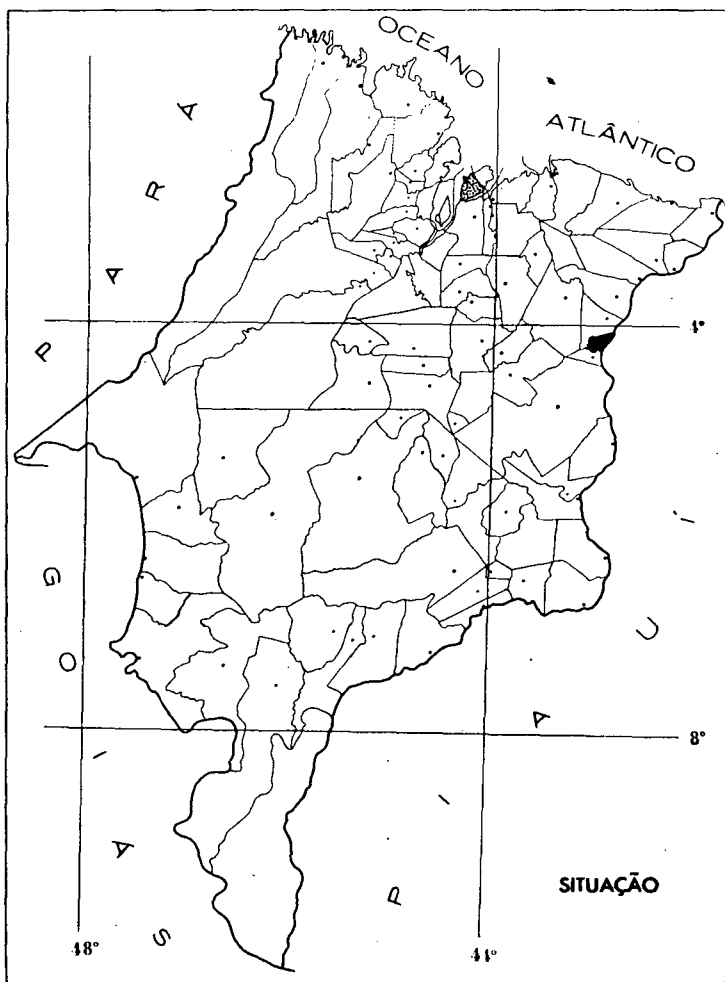 OCEANO
ATLÂNTICO
PARÁ
4°
GOIÁS
PIAUÍ
8°
SITUAÇÃO
48°
44°